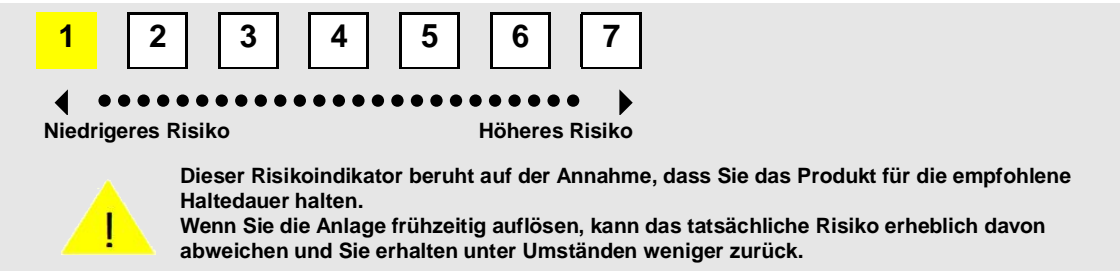 1 2 3 4 5 6 7
Niedrigeres Risiko Höheres Risiko
Dieser Risikoindikator beruht auf der Annahme, dass Sie das Produkt für die empfohlene
Haltedauer halten.
Wenn Sie die Anlage frühzeitig auflösen, kann das tatsächliche Risiko erheblich davon
abweichen und Sie erhalten unter Umständen weniger zurück.
!